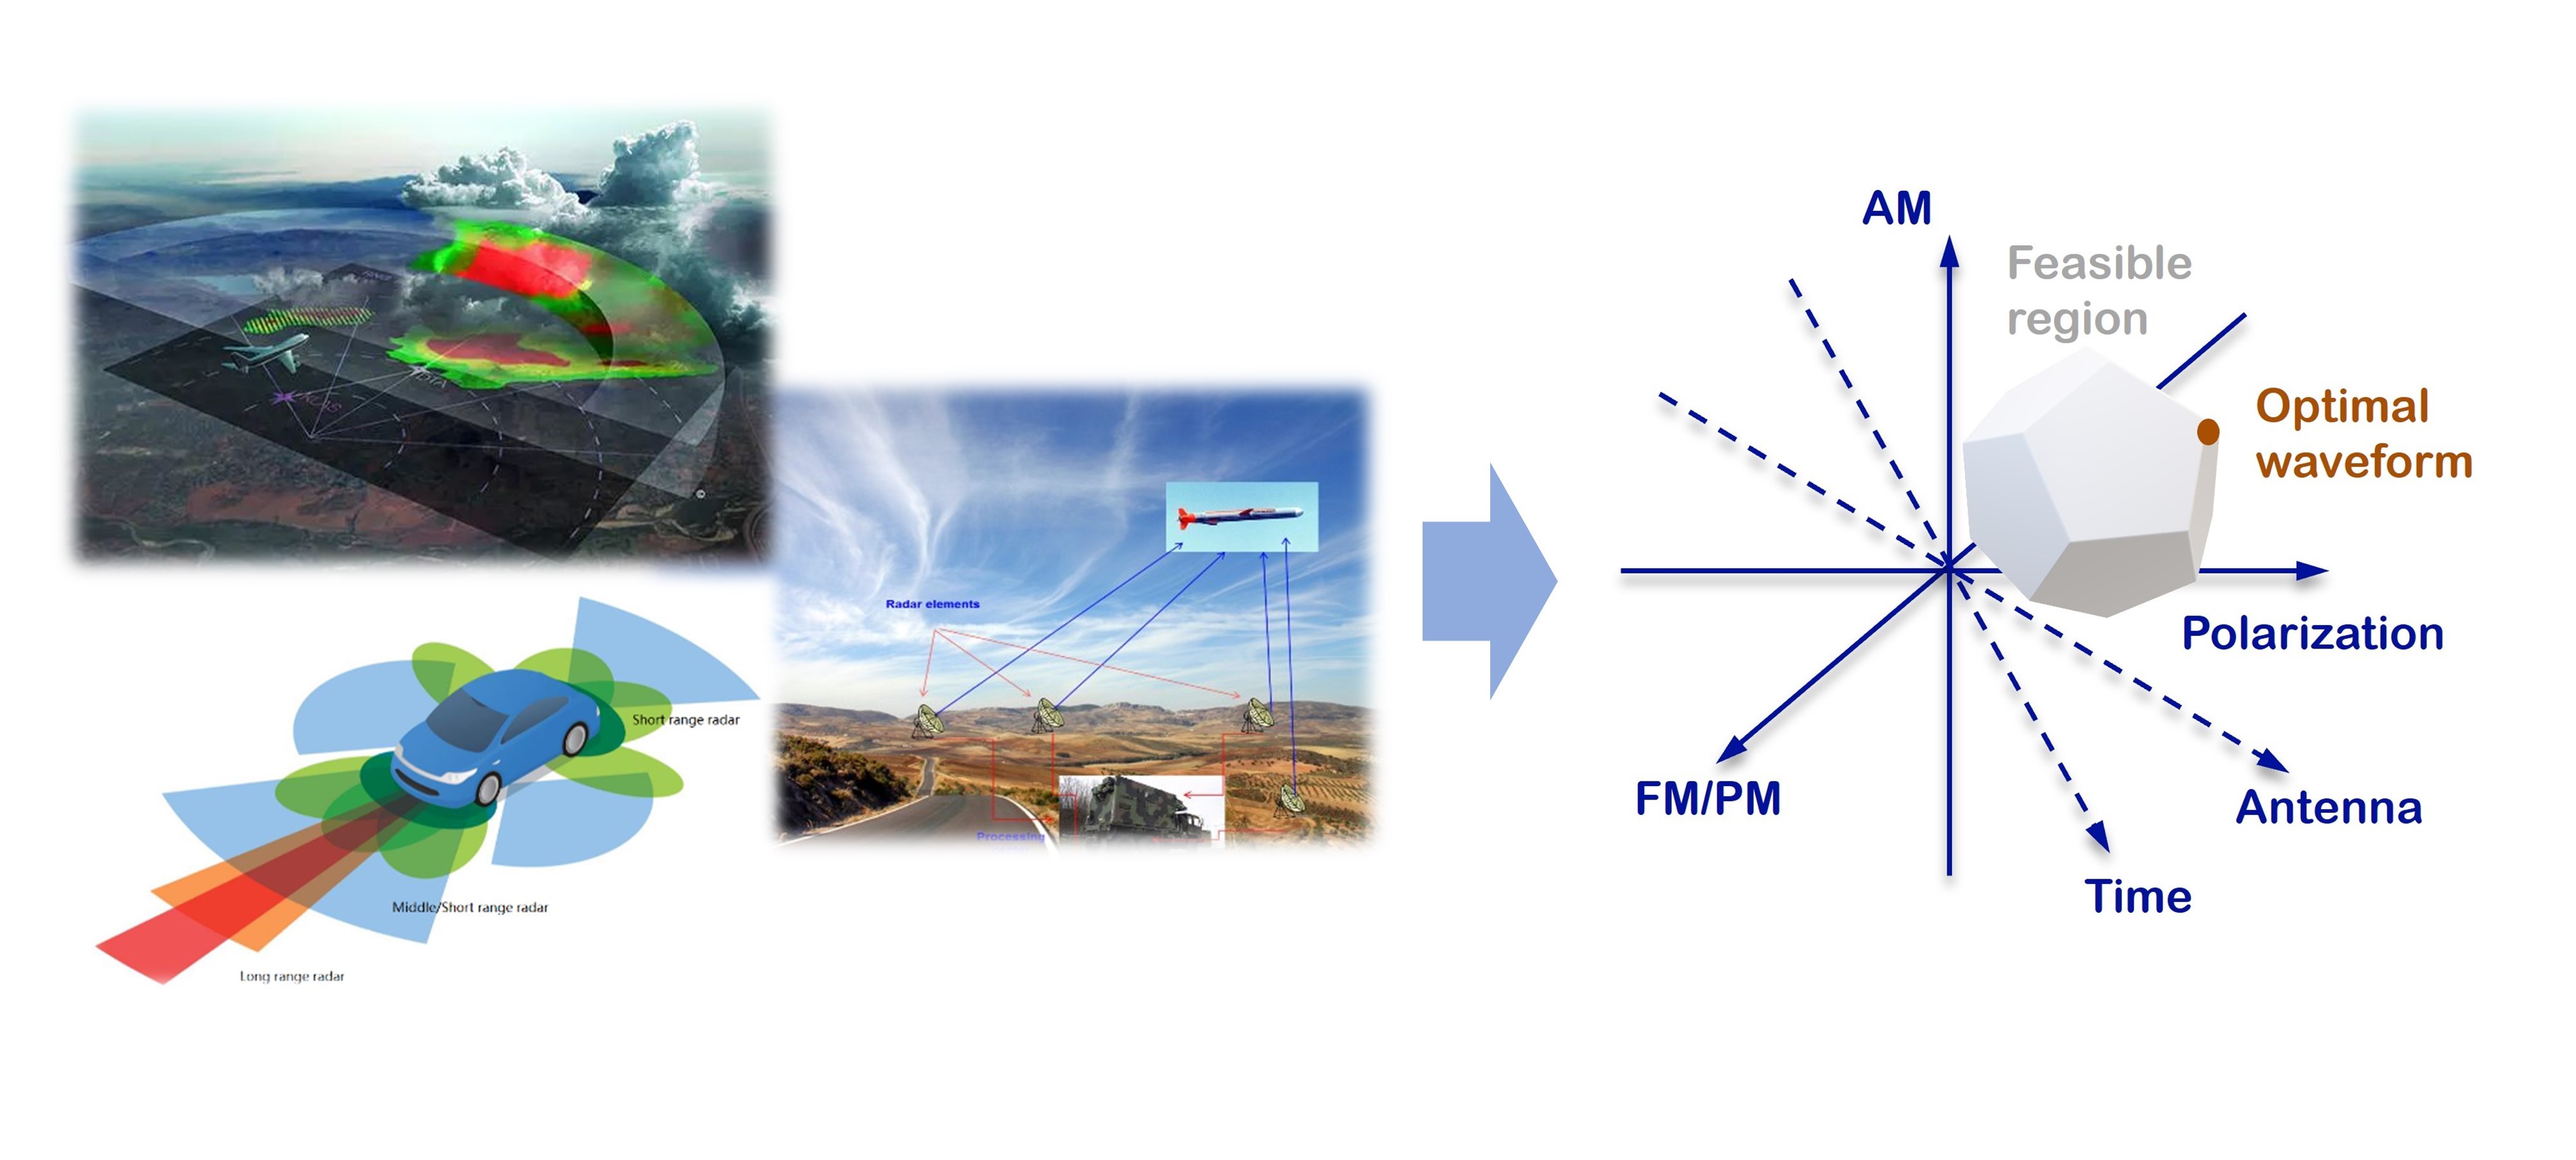 ©
Radar elements
Processing
Short range radar
Middle/Short range radar
Long range radar
AM
Feasible
region
Optimal
waveform
Polarization
FM/PM
Antenna
Time